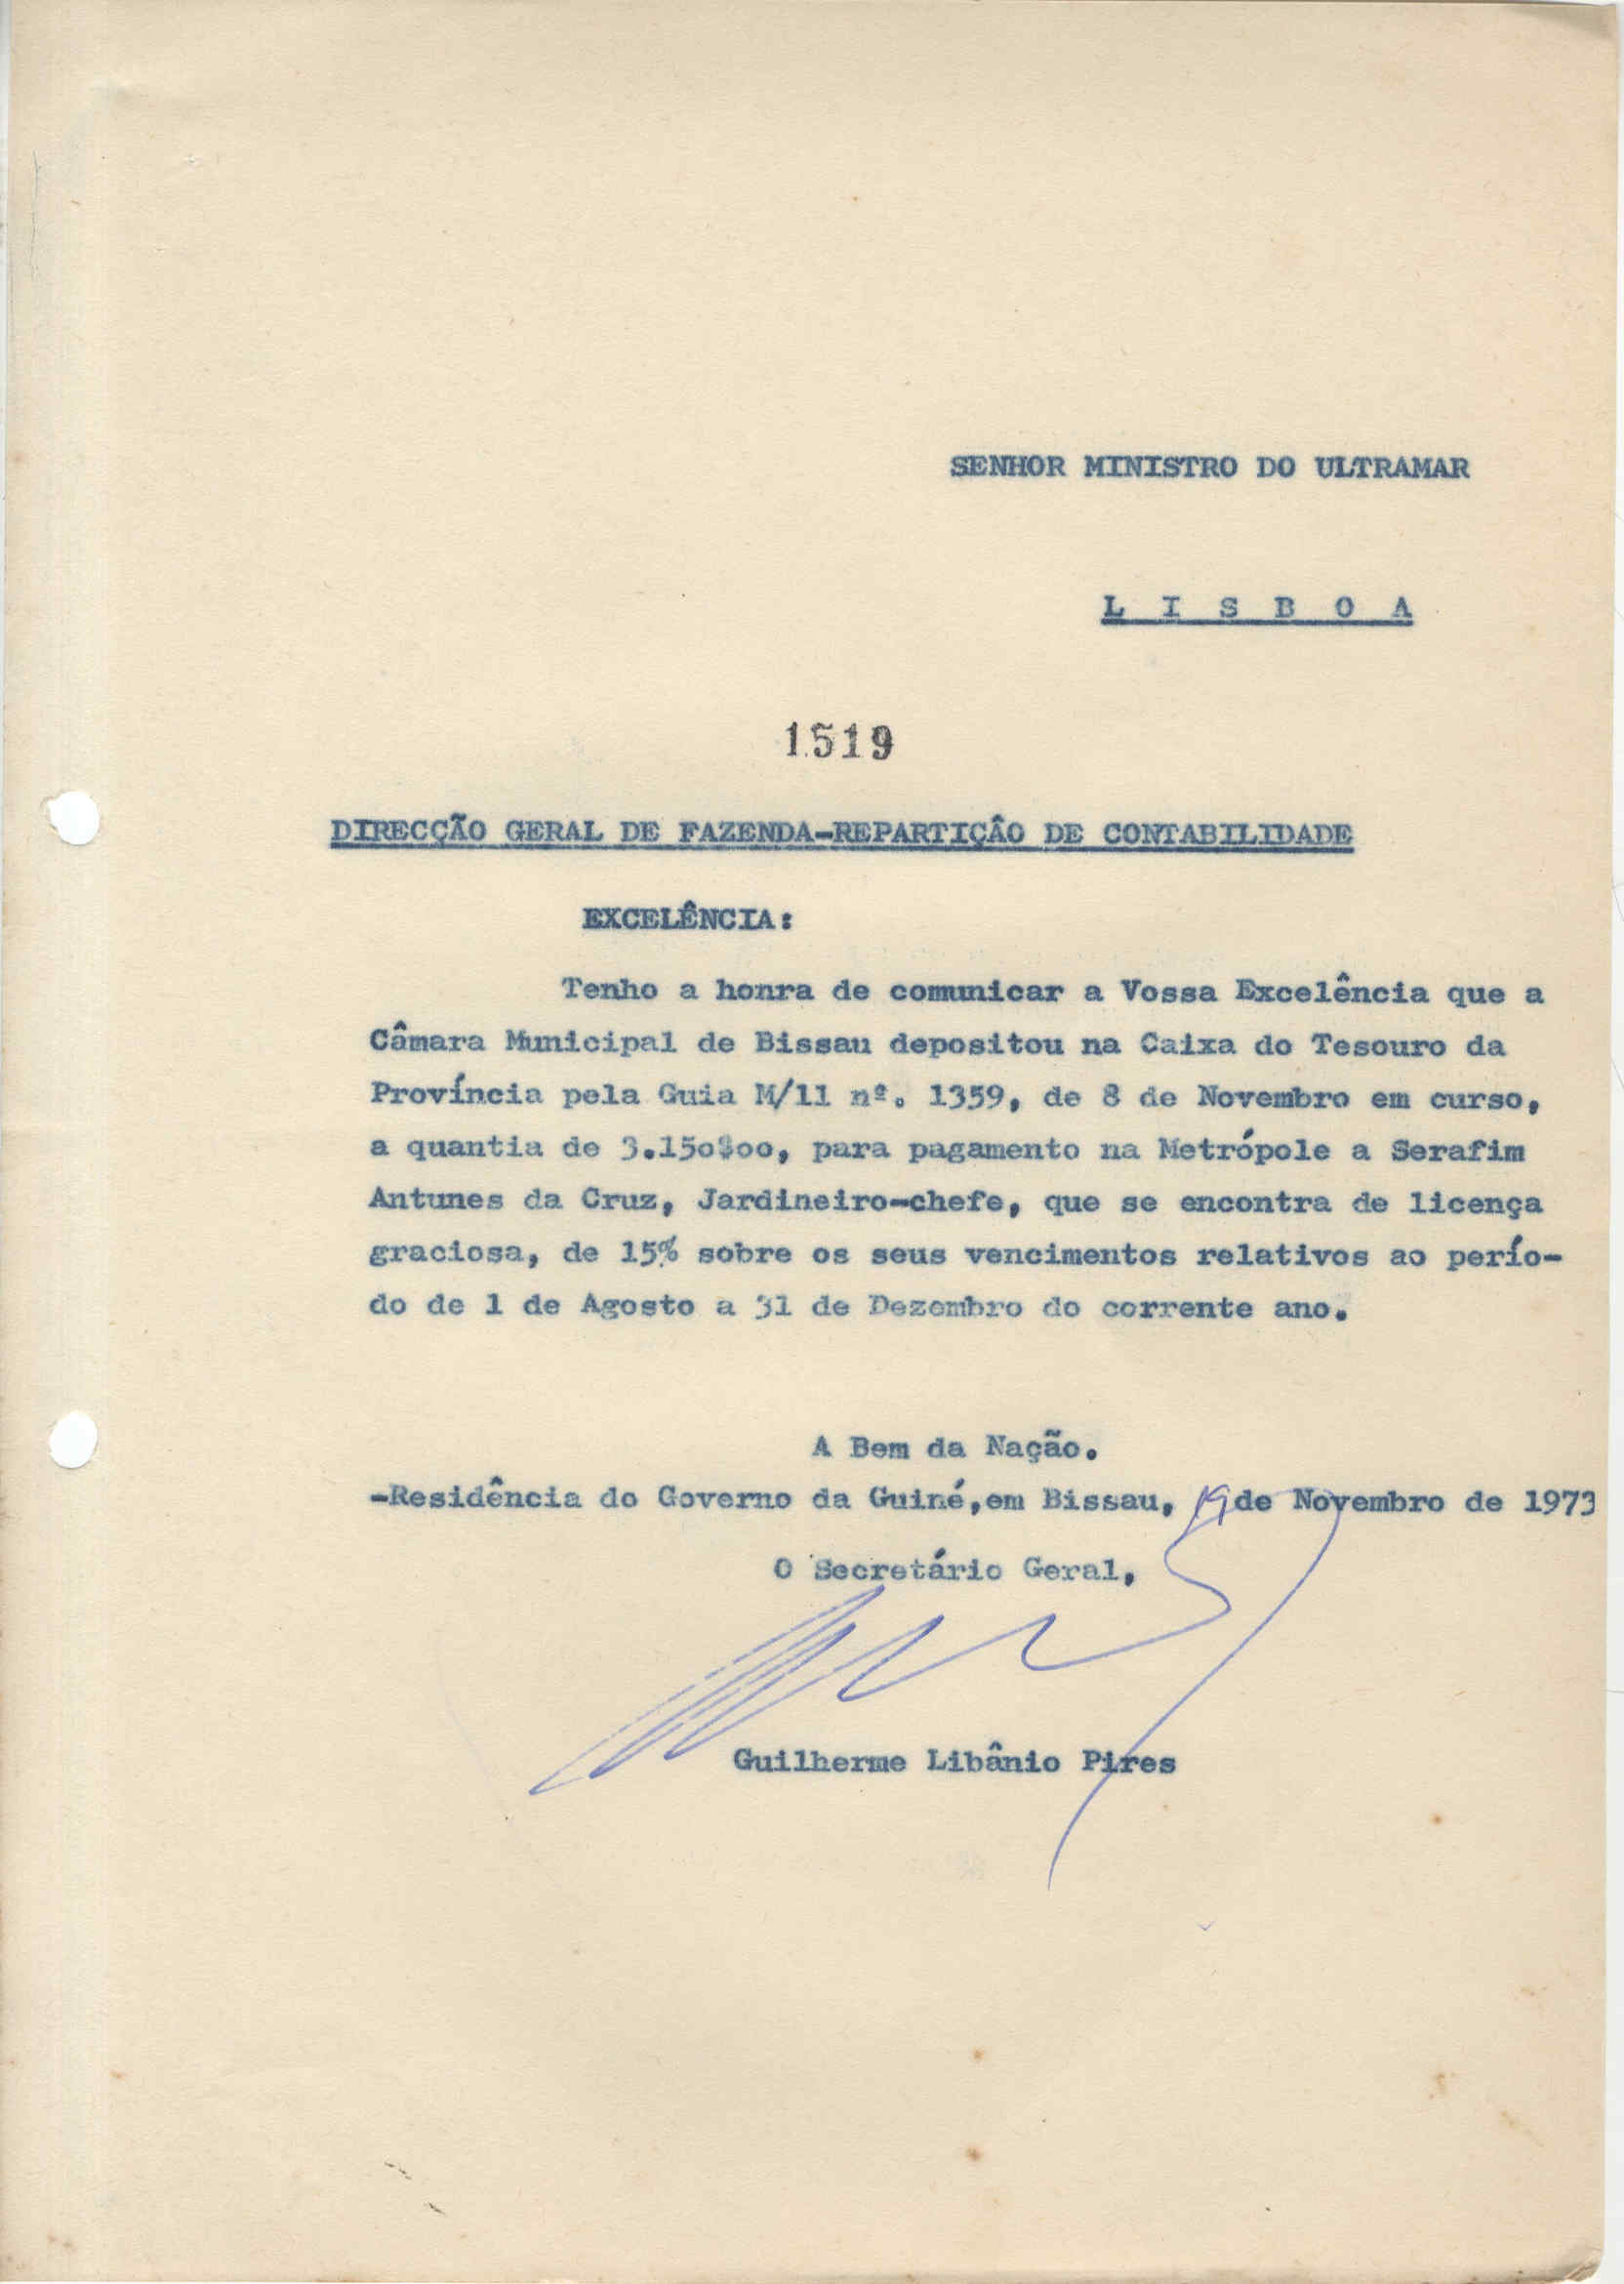 SENHOR MINISTRO DO ULTRAMAR
L I S B O A
1519
DIRECÇÃO GERAL DE FAZENDA-REPARTIÇÂO DE CONTABILIDADE
EXCELÊNCIA:
Tenho a honra de comunicar a Vossa Excelência que a
Câmara Municipal de Bissau depositou na Caixa do Tesouro da
Província pela Guia M/11 nº. 1359, de 8 de Novembro em curso,
a quantia de 3.15o$oo, para pagamento na Metrópole a Serafim
Antunes da Cruz, Jardineiro-chefe, que se encontra de licença
graciosa, de 15% sobre os seus vencimentos relativos ao perío-
do de 1 de Agosto a 31 de Dezembro do corrente ano.
A Bem da Nação.
-Residência do Governo da Guiné,em Bissau, 19 de Novembro de 1973
O Secretário Geral,
Guilherme Libânio Pires